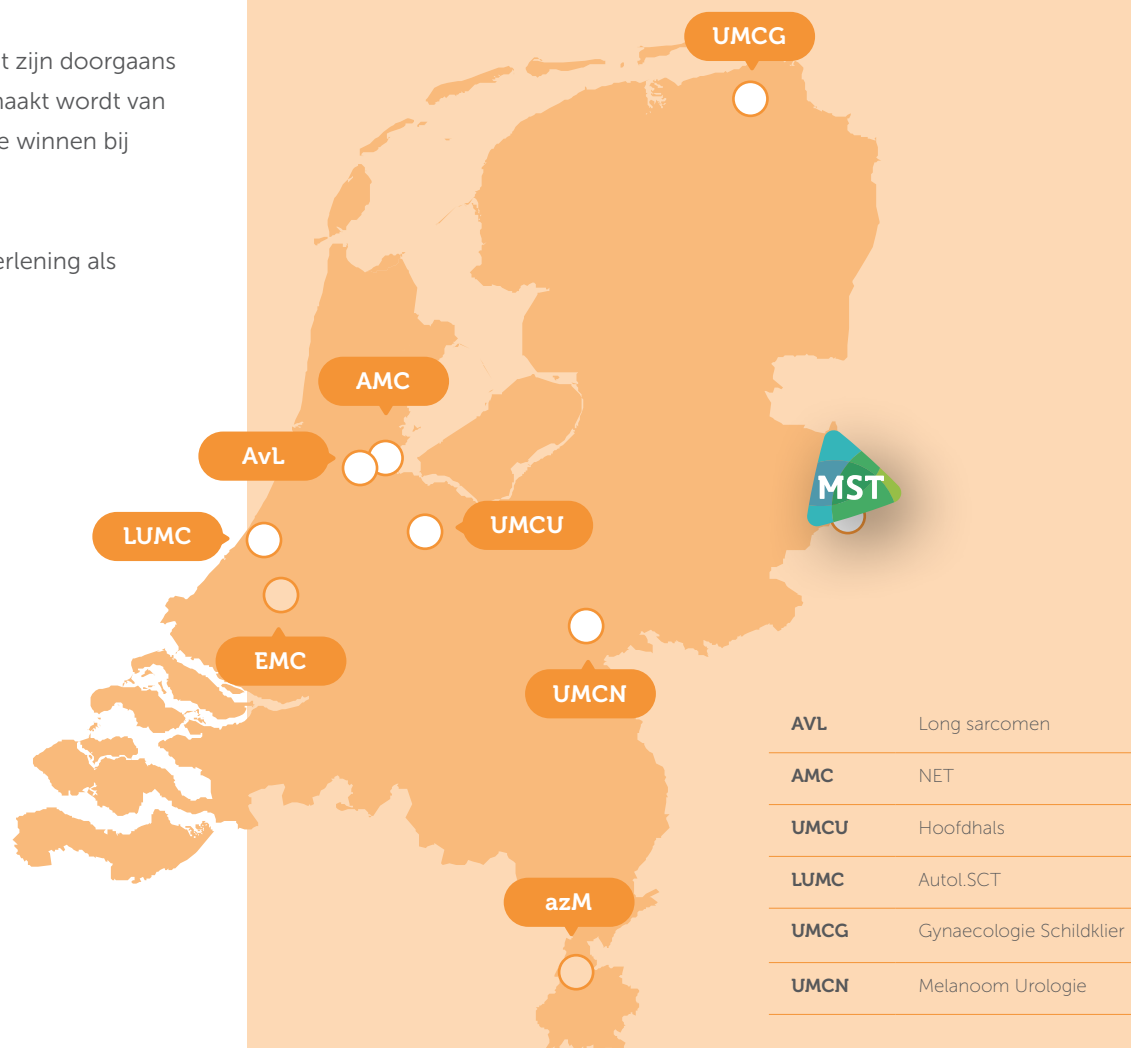 t zijn doorgaans
naakt wordt van
e winnen bij
erlening als
UMCG
AMC
AvL
MST
UMCU
LUMC
EMC
UMCN
azM
AVL Long sarcomen
AMC NET
UMCU Hoofdhals
LUMC Autol.SCT
UMCG Gynaecologie Schildklier
UMCN Melanoom Urologie